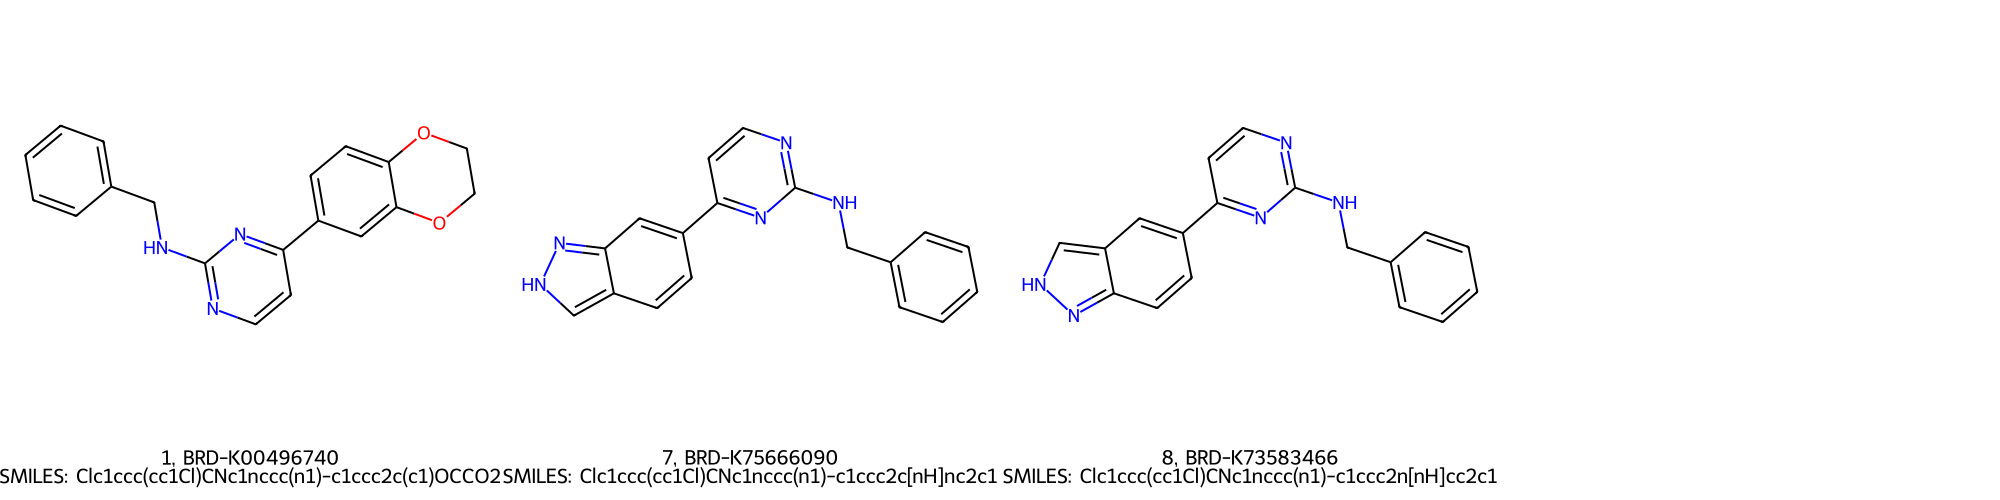 O
O
N
HN
N
N
N
NH
N
HN
N
N
NH
HN
N
1, BRD-K00496740
7, BRD-K75666090
8, BRD-K73583466
SMILES: Clc1ccc(cc1Cl)CNc1nccc(n1)-c1ccc2c(c1)OCCO2
SMILES: Clc1ccc(cc1Cl)CNc1nccc(n1)-c1ccc2c[nH]nc2c1
SMILES: Clc1ccc(cc1Cl)CNc1nccc(n1)-c1ccc2n[nH]cc2c1